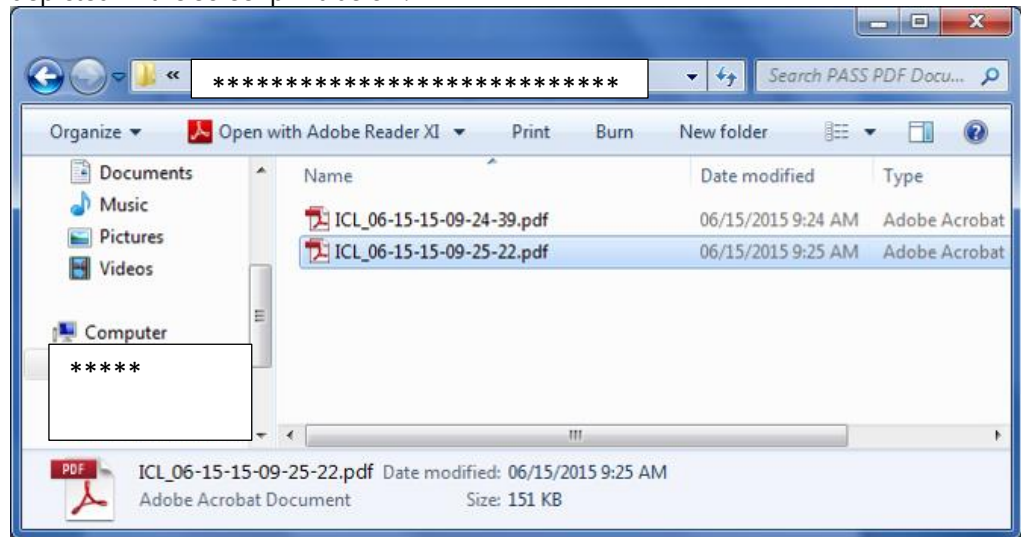 « ****************************** Search PASS PDF Docu...
Organize Open with Adobe Reader XI Print Burn New folder
Documents Name Date modified Type
Music ICL_06-15-15-09-24-39.pdf 06/15/2015 9:24 AM Adobe Acrobat
Pictures ICL_06-15-15-09-25-22.pdf 06/15/2015 9:25 AM Adobe Acrobat
Videos
Computer
*****
PDF ICL_06-15-15-09-25-22.pdf Date modified: 06/15/2015 9:25 AM
Adobe Acrobat Document Size: 151 KB